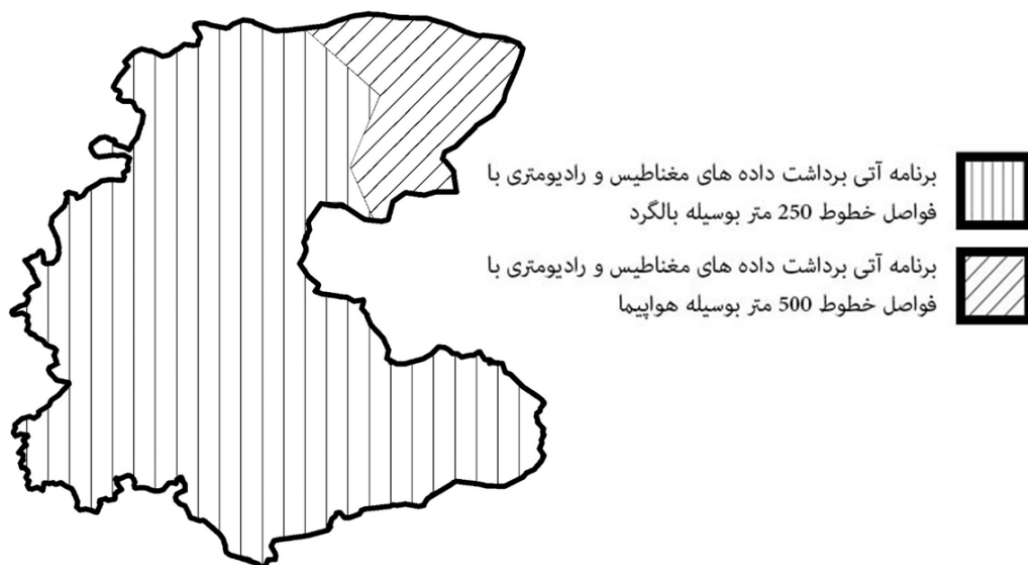 برنامه آتی برداشت داده های مغناطیس و رادیومتری با
فواصل خطوط 250 متر بوسیله بالگرد
برنامه آتی برداشت داده های مغناطیس و رادیومتری با
فواصل خطوط 500 متر بوسیله هواپیما